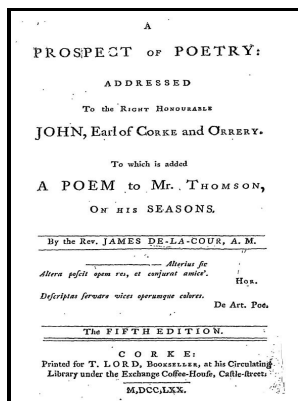 A
PROSPECT OF POETRY:
ADDRESSED
To the RIGHT HONOURABLE
JOHN, Earl of CORKE and ORRERY.
To which is added
A POEM to Mr. THOMSON,
ON HIS SEASONS.
By the Rev. JAMES DE-LA-COUR, A. M.
Alterius sic
Altera poscit opem res, et conjurat amice'.
HOR.
Descriptas servare vices operumque colores.
De Art. Poe.
The FIFTH EDITION.
CORKE:
Printed for T. LORD, BOOKSELLER, at his Circulating
Library under the Exchange Coffee-House, Castle-street:
M,DCC,LXX.